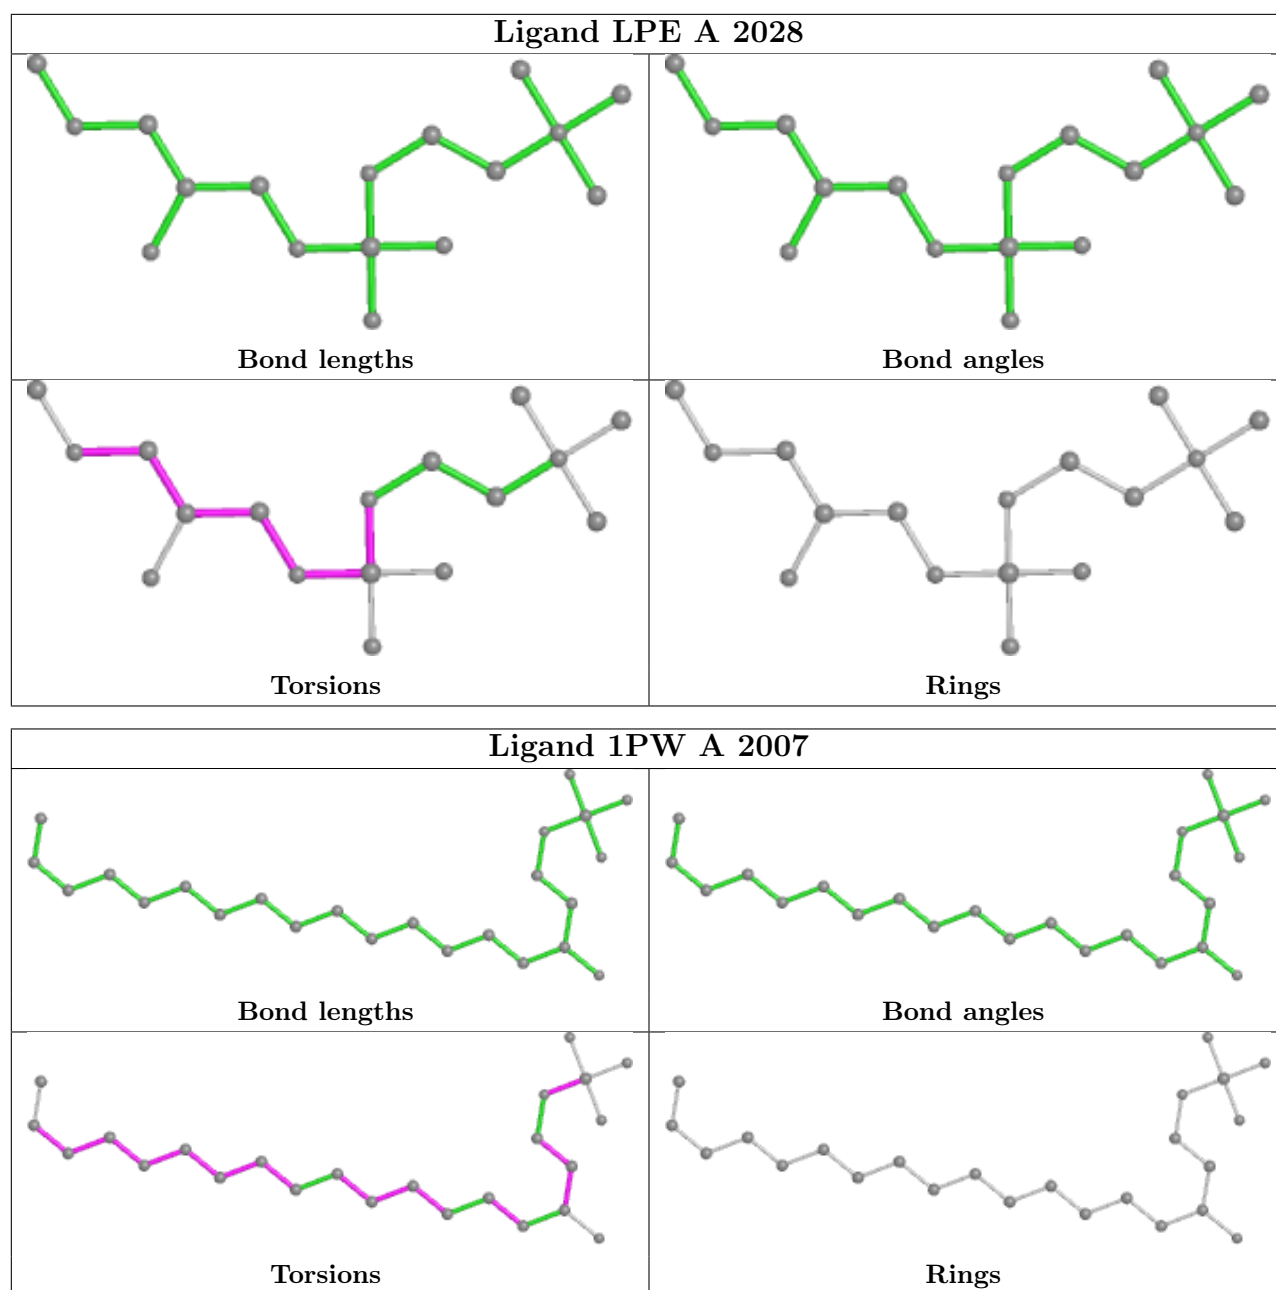 Ligand LPE A 2028
Bond lengths
Bond angles
Torsions
Rings
Ligand 1PW A 2007
Bond lengths
Bond angles
Torsions
Rings